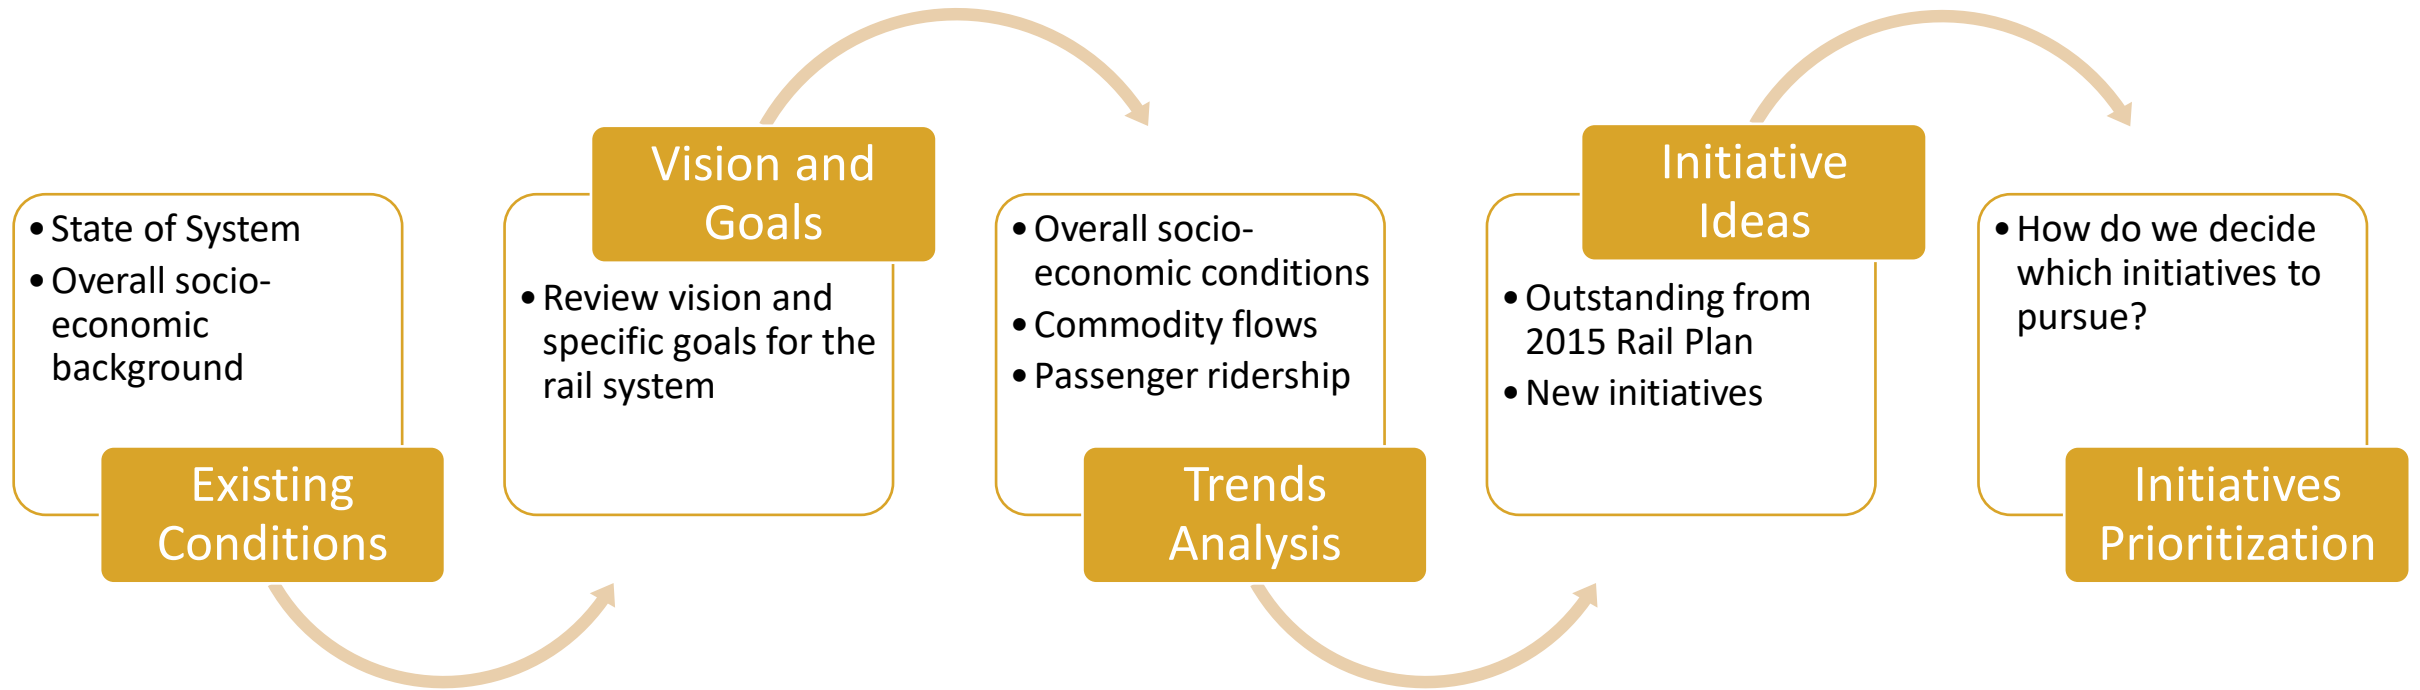 • State of System
• Overall socio-
economic
background
Existing
Conditions
Vision and
Goals
• Review vision and
specific goals for the
rail system
• Overall socio-
economic conditions
• Commodity flows
• Passenger ridership
Trends
Analysis
Initiative
Ideas
• Outstanding from
2015 Rail Plan
• New initiatives
• How do we decide
which initiatives to
pursue?
Initiatives
Prioritization